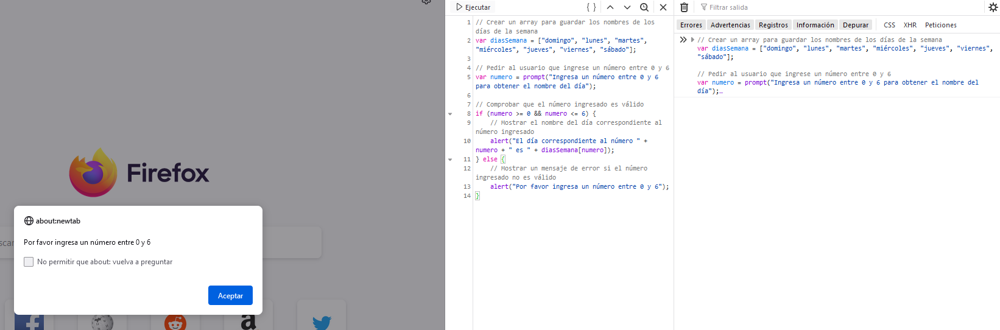 Firefox
scar
about:newtab
Por favor ingresa un número entre 0 y 6
No permitir que about: vuelva a preguntar
Aceptar
Ejecutar
1 // Crear un array para guardar los nombres de los
días de la semana
2 var diasSemana = ["domingo", "lunes", "martes",
"miércoles", "jueves", "viernes", "sábado"];
3
4 // Pedir al usuario que ingrese un número entre 0 y 6
5 var numero = prompt("Ingresa un número entre 0 y 6
para obtener el nombre del día");
6
7 // Comprobar que el número ingresado es válido
8 if (numero >= 0 && numero <= 6) {
9 // Mostrar el nombre del día correspondiente al
número ingresado
10 alert("El día correspondiente al número " +
numero + " es " + diasSemana[numero]);
11 } else {
12 // Mostrar un mensaje de error si el número
ingresado no es válido
13 alert("Por favor ingresa un número entre 0 y 6");
14 }
Filtrar salida
Errores Advertencias Registros Información Depurar CSS XHR Peticiones
// Crear un array para guardar los nombres de los días de la semana
var diasSemana = ["domingo", "lunes", "martes", "miércoles", "jueves", "viernes",
"sábado"];
// Pedir al usuario que ingrese un número entre 0 y 6
var numero = prompt("Ingresa un número entre 0 y 6 para obtener el nombre del
día");…